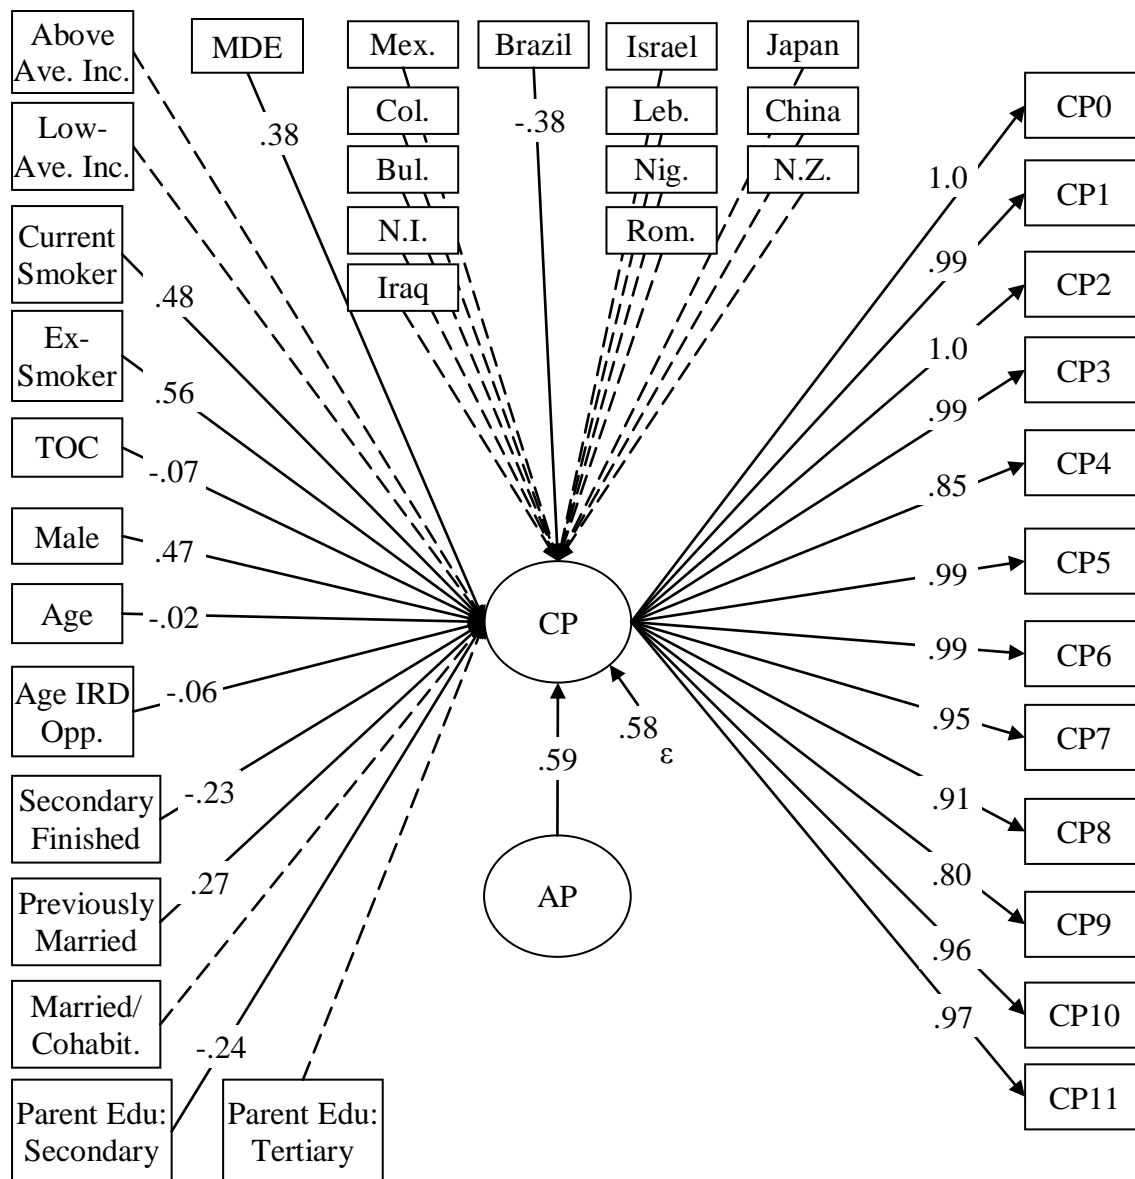 Above
Ave. Inc.
MDE
Mex.
Brazil
Israel
Japan
CP0
Low-
Ave. Inc.
.38
Col.
-.38
Leb.
China
CP1
1.0
Bul.
Nig.
N.Z.
Current
Smoker
.48
N.I.
Rom.
.99
CP2
Iraq
Ex-
Smoker
.56
1.0
CP3
.99
TOC
-.07
CP4
.85
Male
.47
CP5
.99
Age
-.02
CP
CP6
.99
Age IRD
Opp.
-.06
.58
ε
.59
CP7
.95
Secondary
Finished
-.23
CP8
.91
Previously
Married
.27
AP
CP9
.80
Married/
Cohabit.
-.24
CP10
.96
Parent Edu:
Secondary
Parent Edu:
Tertiary
CP11
.97